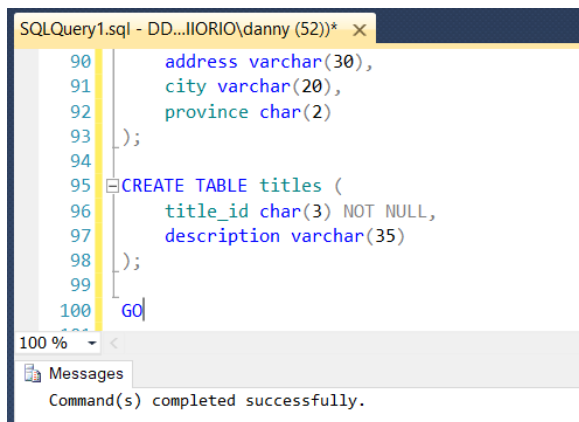 SQLQuery1.sql - DD...IIORIO\danny (52))* ×
90 address varchar(30),
91 city varchar(20),
92 province char(2)
93 );
94
95 CREATE TABLE titles (
96 title_id char(3) NOT NULL,
97 description varchar(35)
98 );
99
100 GO
100 %
Messages
Command(s) completed successfully.